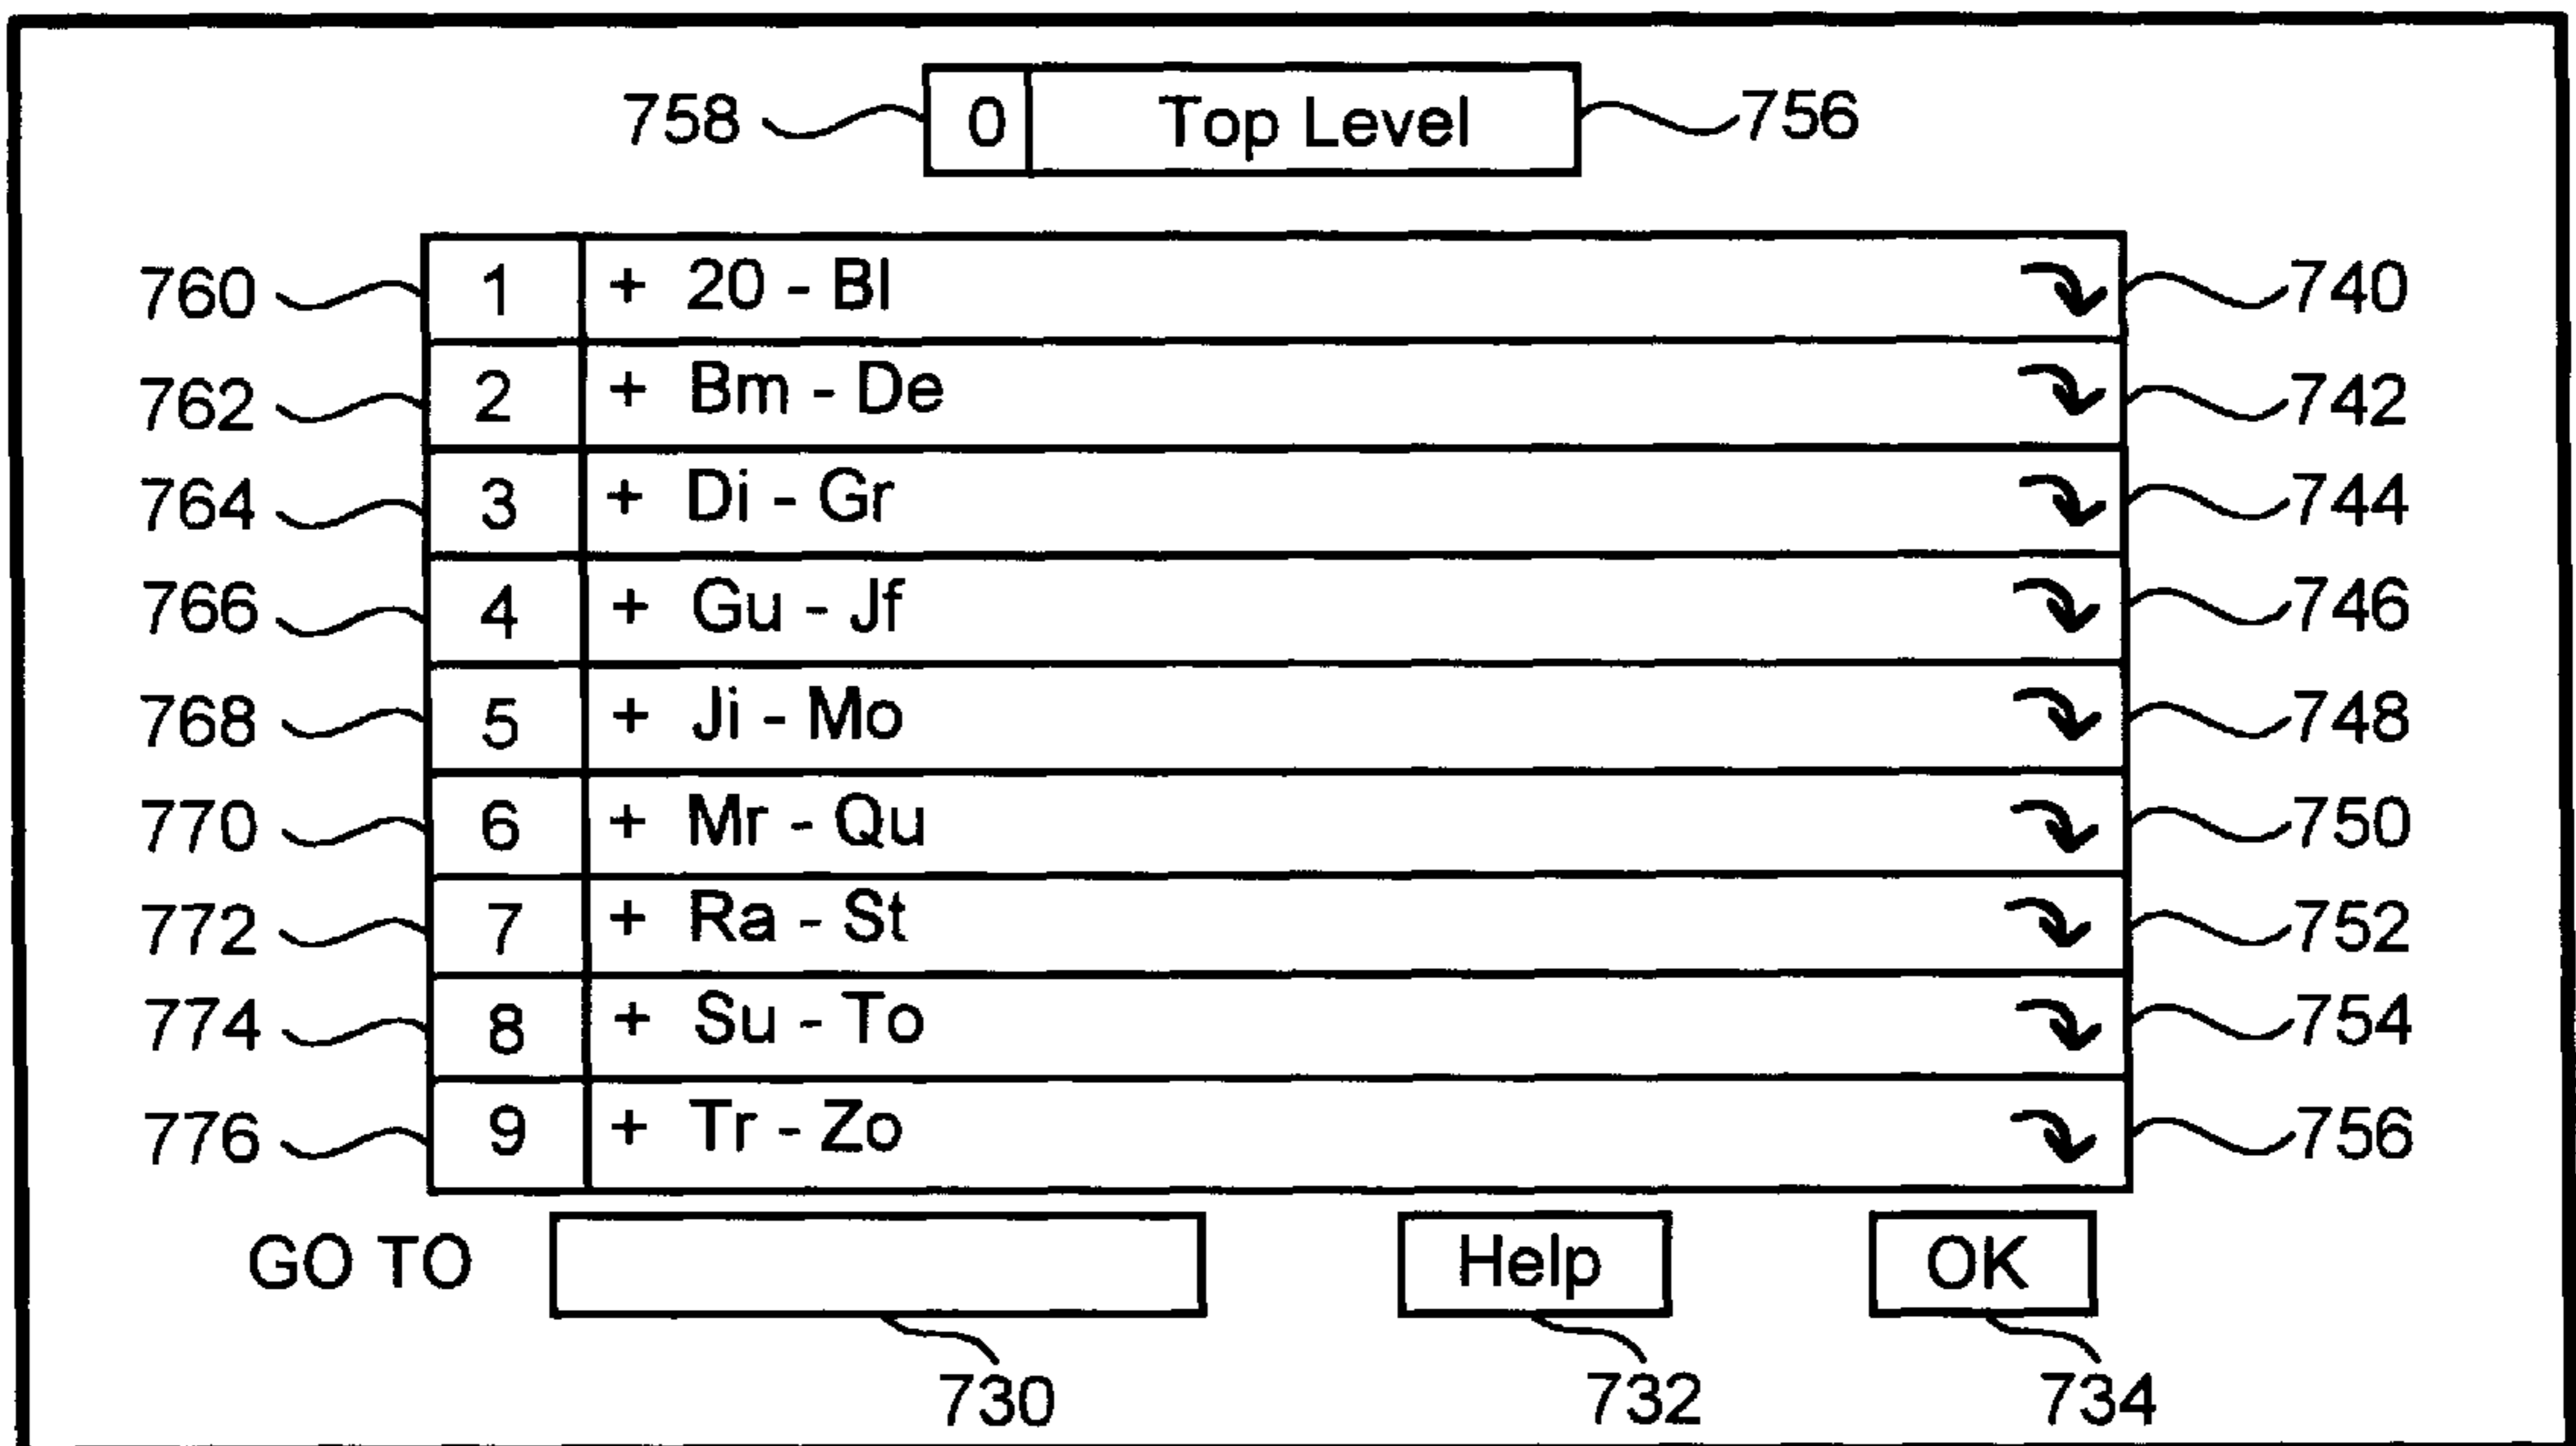 758 0 Top Level 756
760 1 + 20 - Bl 740
762 2 + Bm - De 742
764 3 + Di - Gr 744
766 4 + Gu - Jf 746
768 5 + Ji - Mo 748
770 6 + Mr - Qu 750
772 7 + Ra - St 752
774 8 + Su - To 754
776 9 + Tr - Zo 756
GO TO Help OK
730 732 734